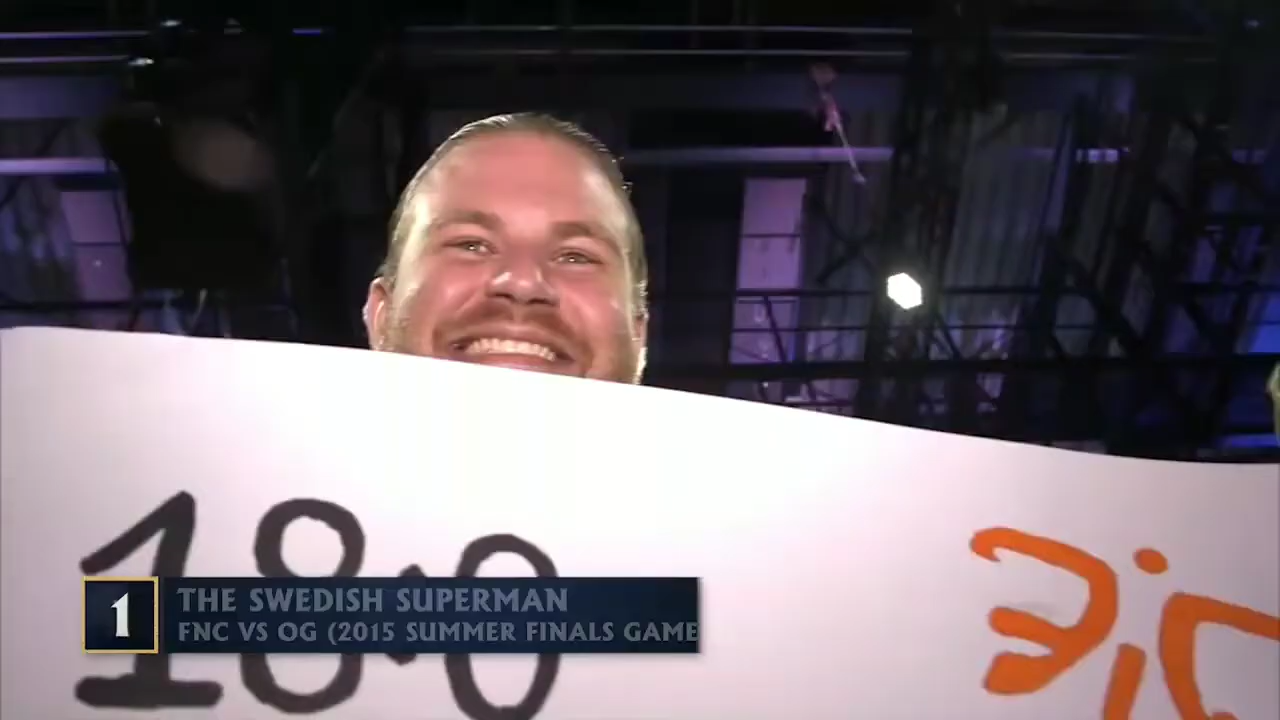 18-0
1
THE SWEDISH SUPERMAN
FNC VS OG (2015 SUMMER FINALS GAME